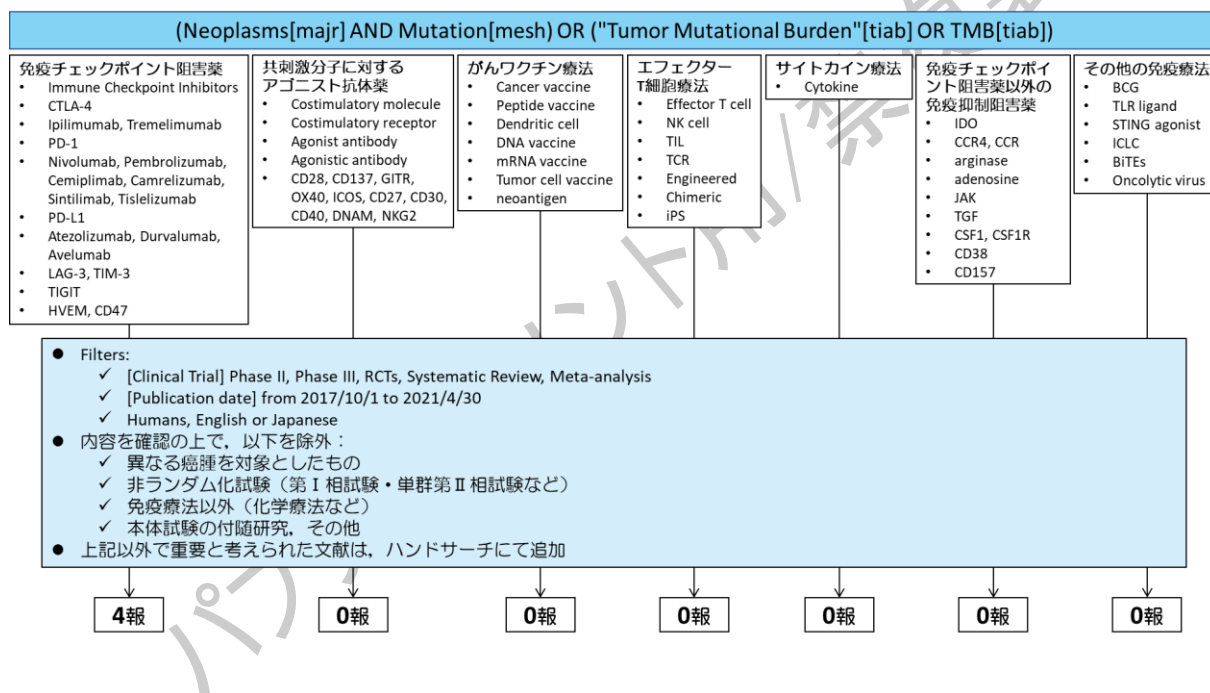 (Neoplasms[majr] AND Mutation[mesh) OR ("Tumor Mutational Burden"[tiab] OR TMB[tiab])
免疫チェックポイント阻害薬
• Immune Checkpoint Inhibitors
• CTLA-4
• Ipilimumab, Tremelimumab
• PD-1
• Nivolumab, Pembrolizumab,
Cemiplimab, Camrelizumab,
Sintilimab, Tislelizumab
• PD-L1
• Atezolizumab, Durvalumab,
Avelumab
• LAG-3, TIM-3
• TIGIT
• HVEM, CD47
共刺激分子に対する
アゴニスト抗体薬
• Costimulatory molecule
• Costimulatory receptor
• Agonist antibody
• Agonistic antibody
• CD28, CD137, GITR,
OX40, ICOS, CD27, CD30,
CD40, DNAM, NKG2
がんワクチン療法
• Cancer vaccine
• Peptide vaccine
• Dendritic cell
• DNA vaccine
• mRNA vaccine
• Tumor cell vaccine
• neoantigen
エフェクター
T細胞療法
• Effector T cell
• NK cell
• TIL
• TCR
• Engineered
• Chimeric
• iPS
サイトカイン療法
• Cytokine
免疫チェックポイ
ント阻害薬以外の
免疫抑制阻害薬
• IDO
• CCR4, CCR
• arginase
• adenosine
• JAK
• TGF
• CSF1, CSF1R
• CD38
• CD157
その他の免疫療法
• BCG
• TLR ligand
• STING agonist
• ICLC
• BiTEs
• Oncolytic virus
● Filters:
✓ [Clinical Trial] Phase II, Phase III, RCTs, Systematic Review, Meta-analysis
✓ [Publication date] from 2017/10/1 to 2021/4/30
✓ Humans, English or Japanese
● 内容を確認の上で，以下を除外：
✓ 異なる癌腫を対象としたもの
✓ 非ランダム化試験（第Ⅰ相試験・単群第Ⅱ相試験など）
✓ 免疫療法以外（化学療法など）
✓ 本体試験の付随研究，その他
● 上記以外で重要と考えられた文献は，ハンドサーチにて追加
4報
0報
0報
0報
0報
0報
0報